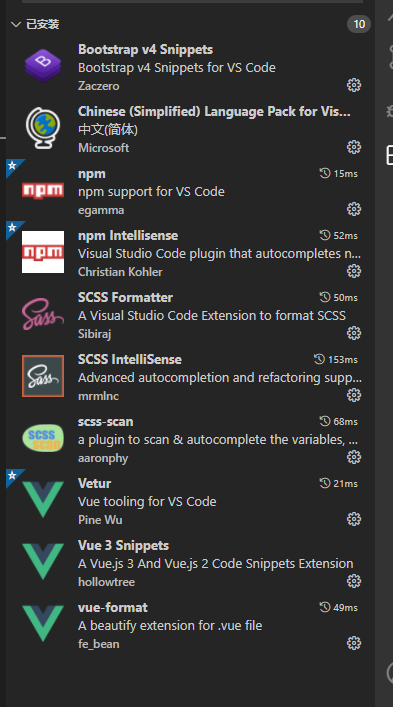 已安装 10
Bootstrap v4 Snippets
Bootstrap v4 Snippets for VS Code
Zaczero
Chinese (Simplified) Language Pack for Vis...
中文(简体)
Microsoft
npm 15ms
npm support for VS Code
egamma
npm Intellisense 52ms
Visual Studio Code plugin that autocompletes n...
Christian Kohler
SCSS Formatter 50ms
A Visual Studio Code Extension to format SCSS
Sibiraj
SCSS IntelliSense 153ms
Advanced autocompletion and refactoring supp...
mrmlnc
scss-scan 68ms
a plugin to scan & autocomplete the variables, ...
aaronphy
Vetur 21ms
Vue tooling for VS Code
Pine Wu
Vue 3 Snippets
A Vue.js 3 And Vue.js 2 Code Snippets Extension
hollowtree
vue-format 49ms
A beautify extension for .vue file
fe_bean